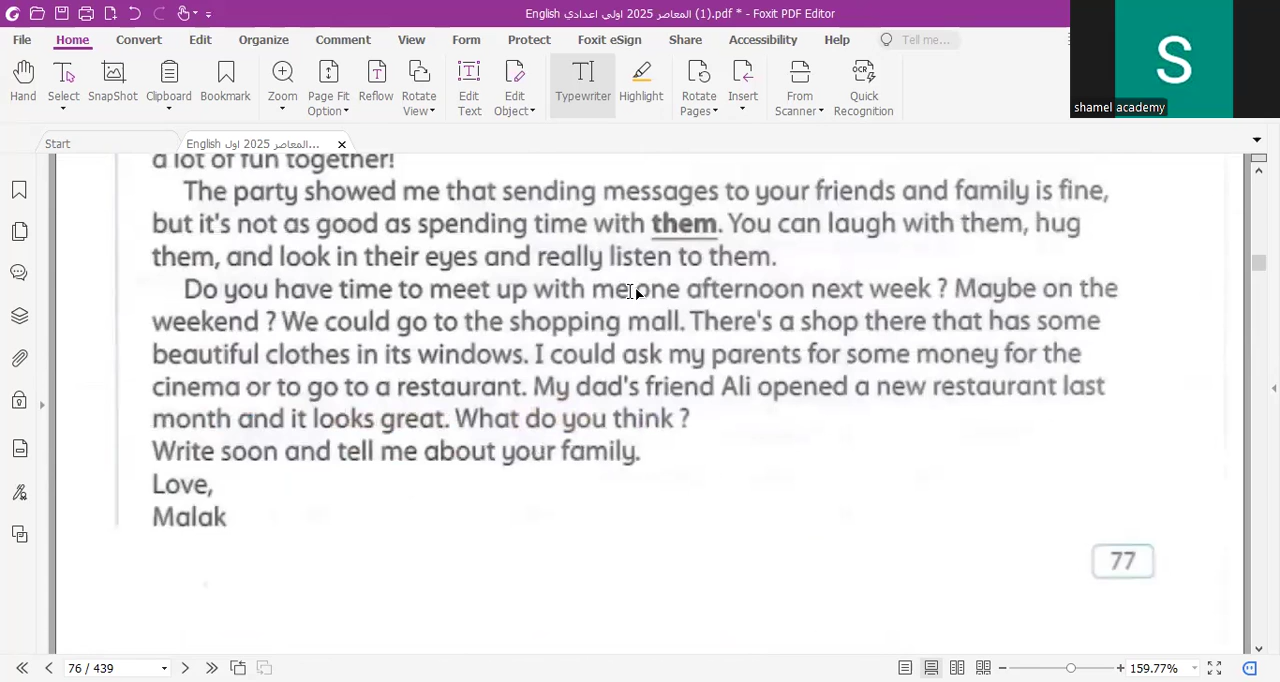 English المعاصر 2025 اولي اعدادي (1).pdf * - Foxit PDF Editor
File Home Convert Edit Organize Comment View Form Protect Foxit eSign Share Accessibility Help Tell me...
Hand Select SnapShot Clipboard Bookmark Zoom Page Fit Option Reflow Rotate View Edit Text Edit Object Typewriter Highlight Rotate Pages Insert From Scanner Quick Recognition
OCR
S
shamel academy
Start
English المعاصر 2025 اول...
a lot of fun together!
The party showed me that sending messages to your friends and family is fine,
but it's not as good as spending time with them. You can laugh with them, hug
them, and look in their eyes and really listen to them.
Do you have time to meet up with me one afternoon next week ? Maybe on the
weekend ? We could go to the shopping mall. There's a shop there that has some
beautiful clothes in its windows. I could ask my parents for some money for the
cinema or to go to a restaurant. My dad's friend Ali opened a new restaurant last
month and it looks great. What do you think ?
Write soon and tell me about your family.
Love,
Malak
77
76 / 439
159.77%